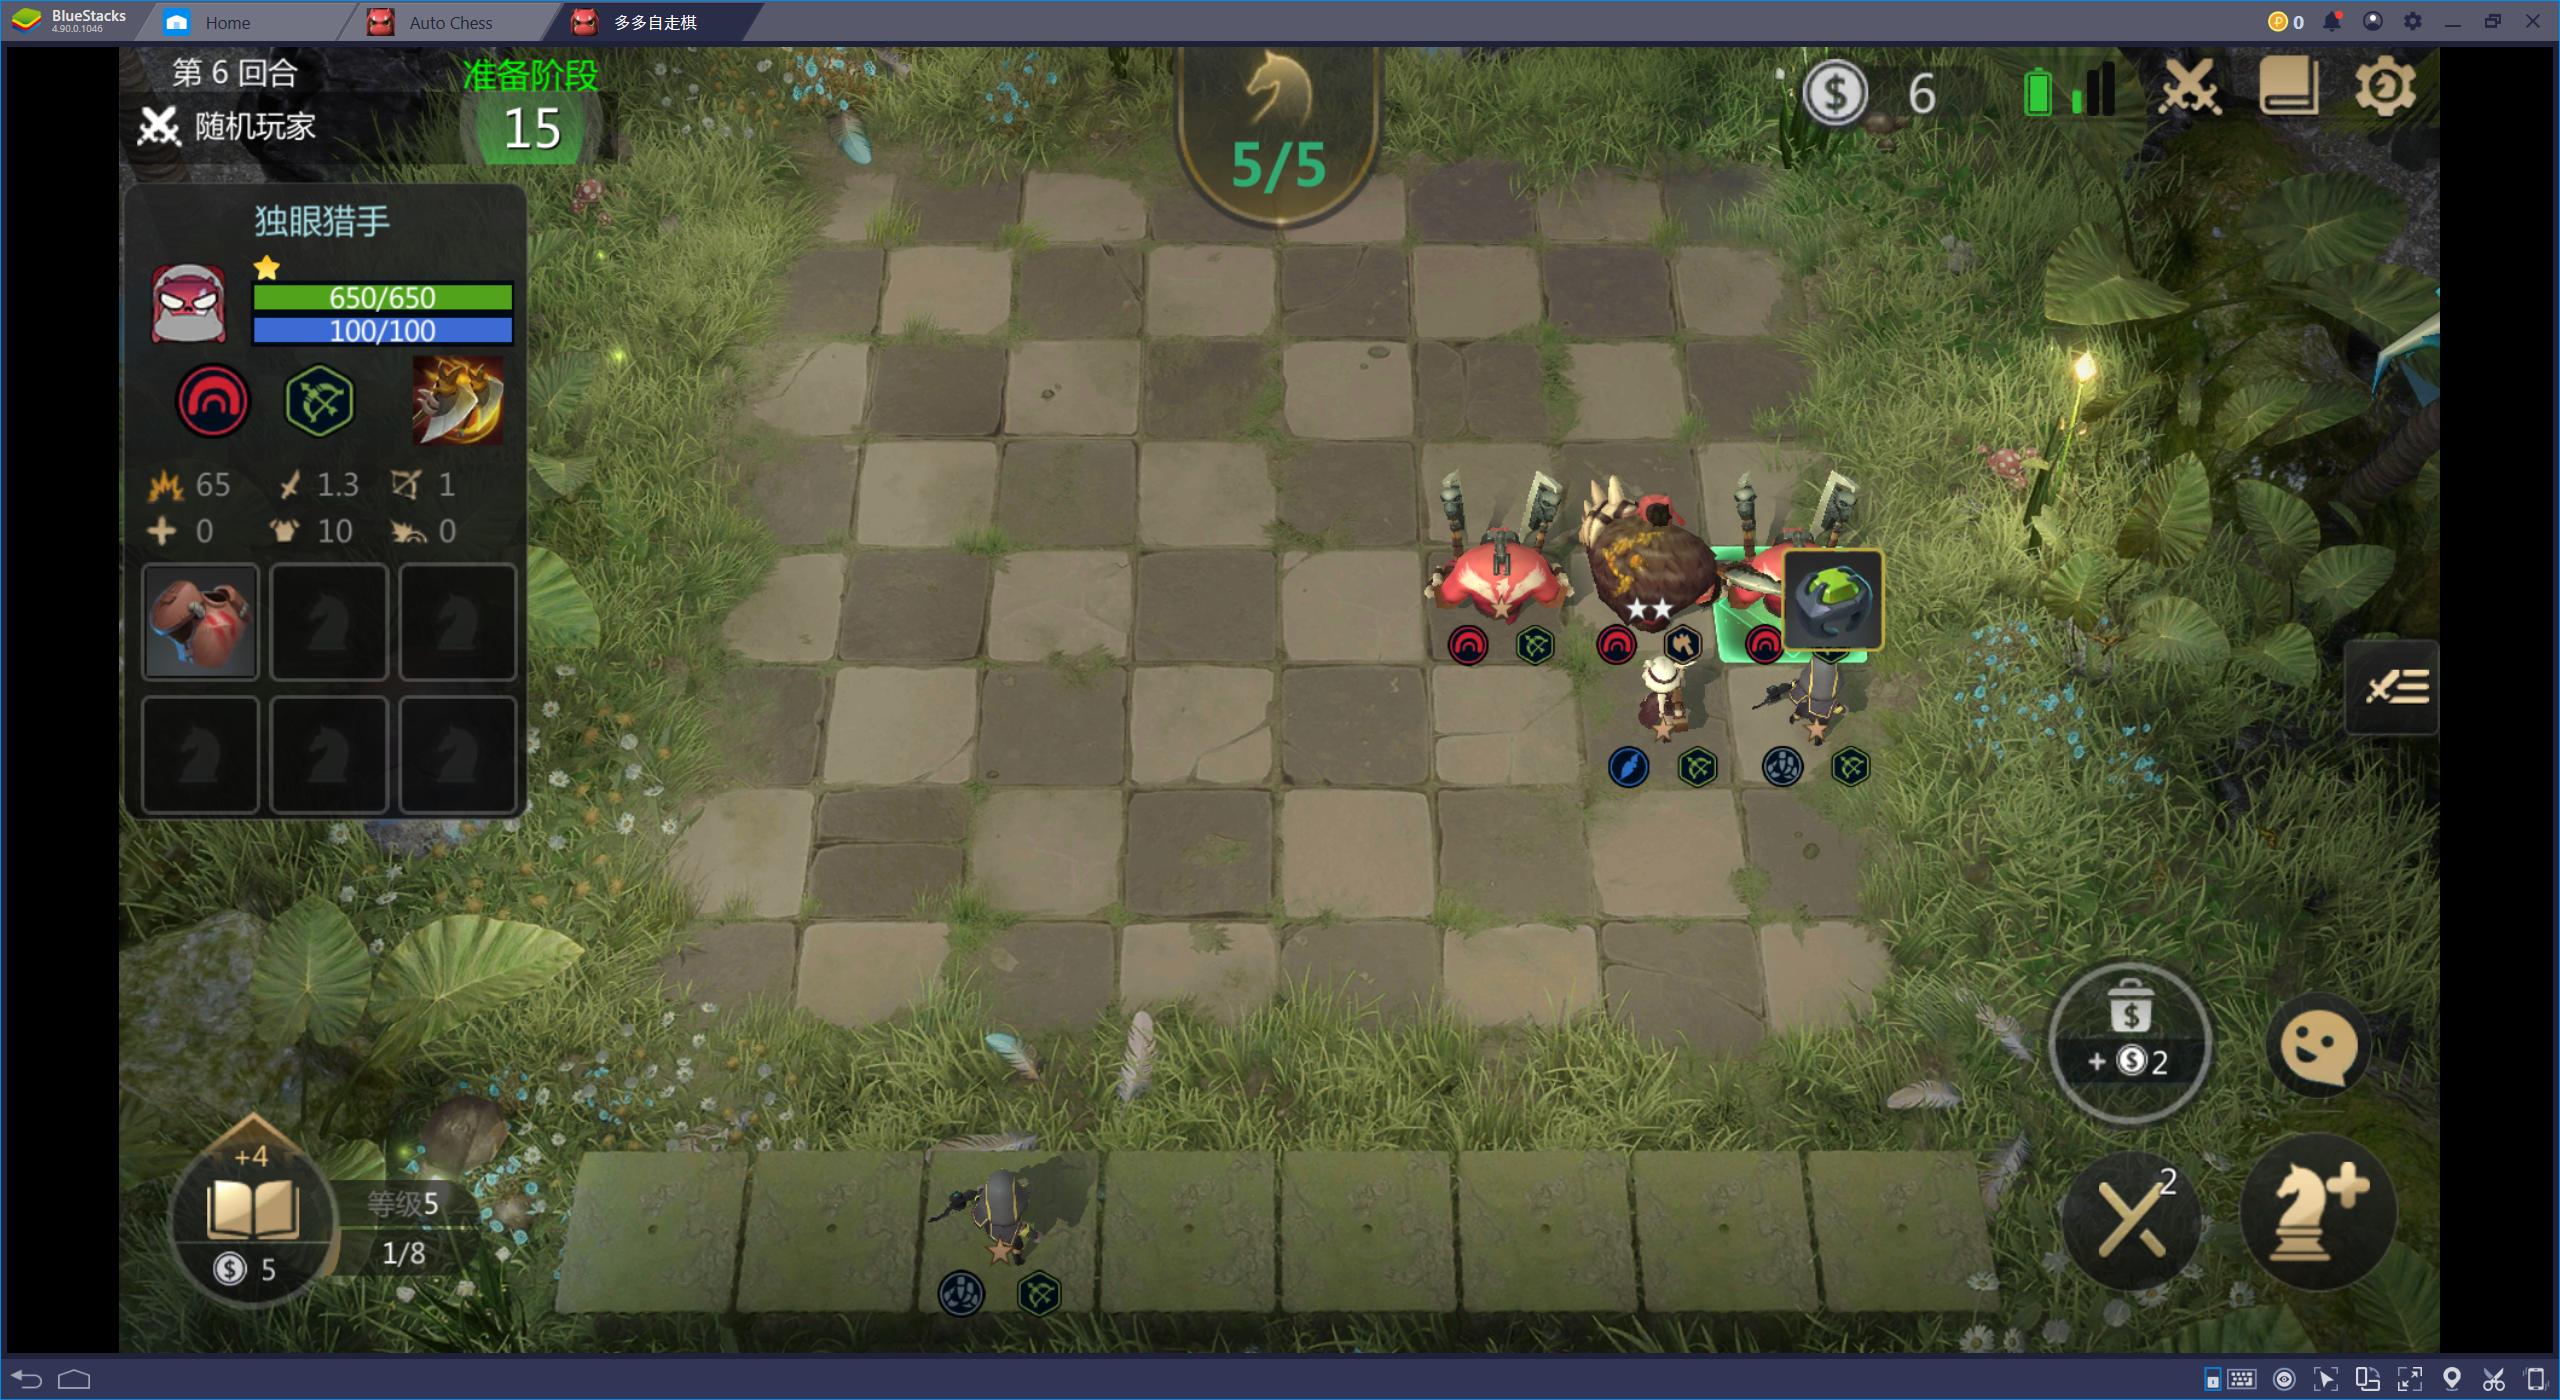 BlueStacks
4.90.0.1046
Home
Auto Chess
多多自走棋
0
第 6 回合
准备阶段
随机玩家
15
5/5
$ 6
独眼猎手
650/650
100/100
65 1.3 1
0 10 0
$
+ $ 2
+4
等级5
1/8
$ 5
2